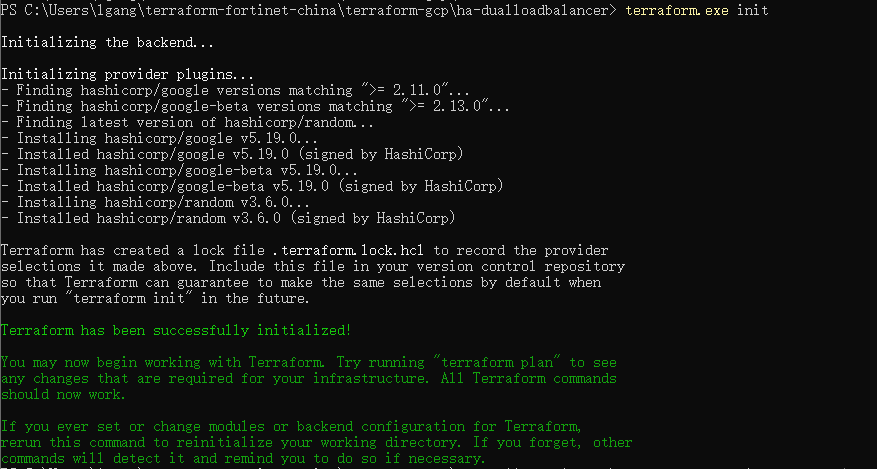 PS C:\Users\lgang\terraform-fortinet-china\terraform-gcp\ha-dualloadbalancer> terraform.exe init
Initializing the backend...
Initializing provider plugins...
- Finding hashicorp/google versions matching ">= 2.11.0"...
- Finding hashicorp/google-beta versions matching ">= 2.13.0"...
- Finding latest version of hashicorp/random...
- Installing hashicorp/google v5.19.0...
- Installed hashicorp/google v5.19.0 (signed by HashiCorp)
- Installing hashicorp/google-beta v5.19.0...
- Installed hashicorp/google-beta v5.19.0 (signed by HashiCorp)
- Installing hashicorp/random v3.6.0...
- Installed hashicorp/random v3.6.0 (signed by HashiCorp)
Terraform has created a lock file .terraform.lock.hcl to record the provider
selections it made above. Include this file in your version control repository
so that Terraform can guarantee to make the same selections by default when
you run "terraform init" in the future.
Terraform has been successfully initialized!
You may now begin working with Terraform. Try running "terraform plan" to see
any changes that are required for your infrastructure. All Terraform commands
should now work.
If you ever set or change modules or backend configuration for Terraform,
rerun this command to reinitialize your working directory. If you forget, other
commands will detect it and remind you to do so if necessary.